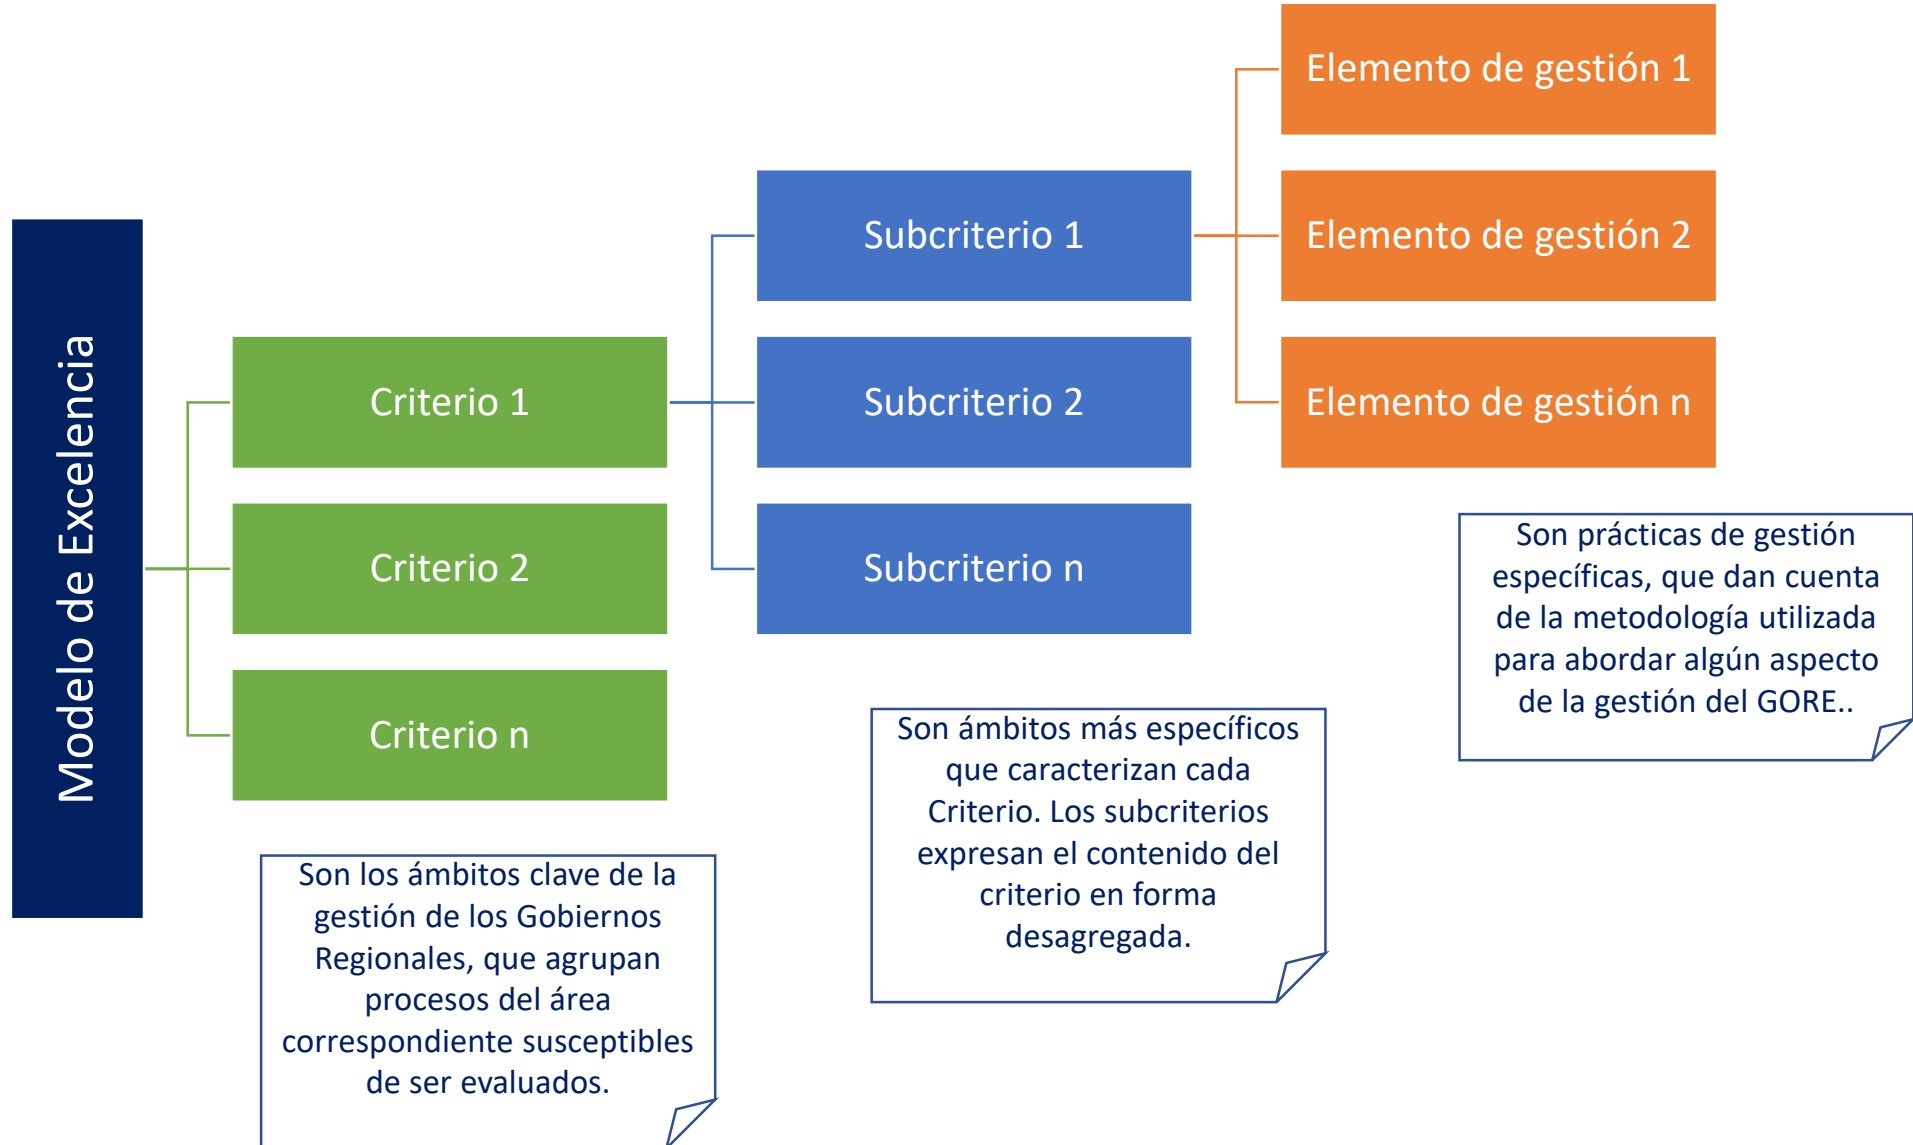 Modelo de Excelencia
Criterio 1
Criterio 2
Criterio n
Son los ámbitos clave de la
gestión de los Gobiernos
Regionales, que agrupan
procesos del área
correspondiente susceptibles
de ser evaluados.
Subcriterio 1
Subcriterio 2
Subcriterio n
Son ámbitos más específicos
que caracterizan cada
Criterio. Los subcriterios
expresan el contenido del
criterio en forma
desagregada.
Elemento de gestión 1
Elemento de gestión 2
Elemento de gestión n
Son prácticas de gestión
específicas, que dan cuenta
de la metodología utilizada
para abordar algún aspecto
de la gestión del GORE..